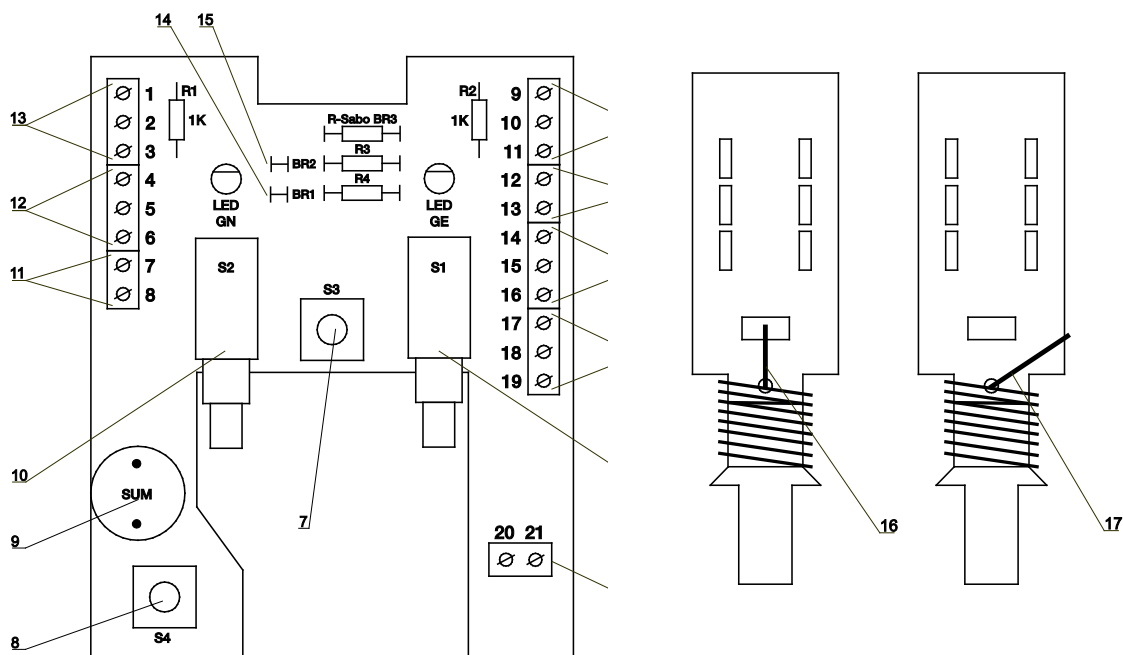 14 15
R1 R2
1 9
13 1K 1K
2 R-Sabo BR3 10
3 R3 11
BR2
4 R4 12
BR1
12 5 LED GN LED GE 13
6 14
11 7 S2 S1 15
8 S3 16
17
18
19
10
SUM
7 20 21 16 17
9
8 S4